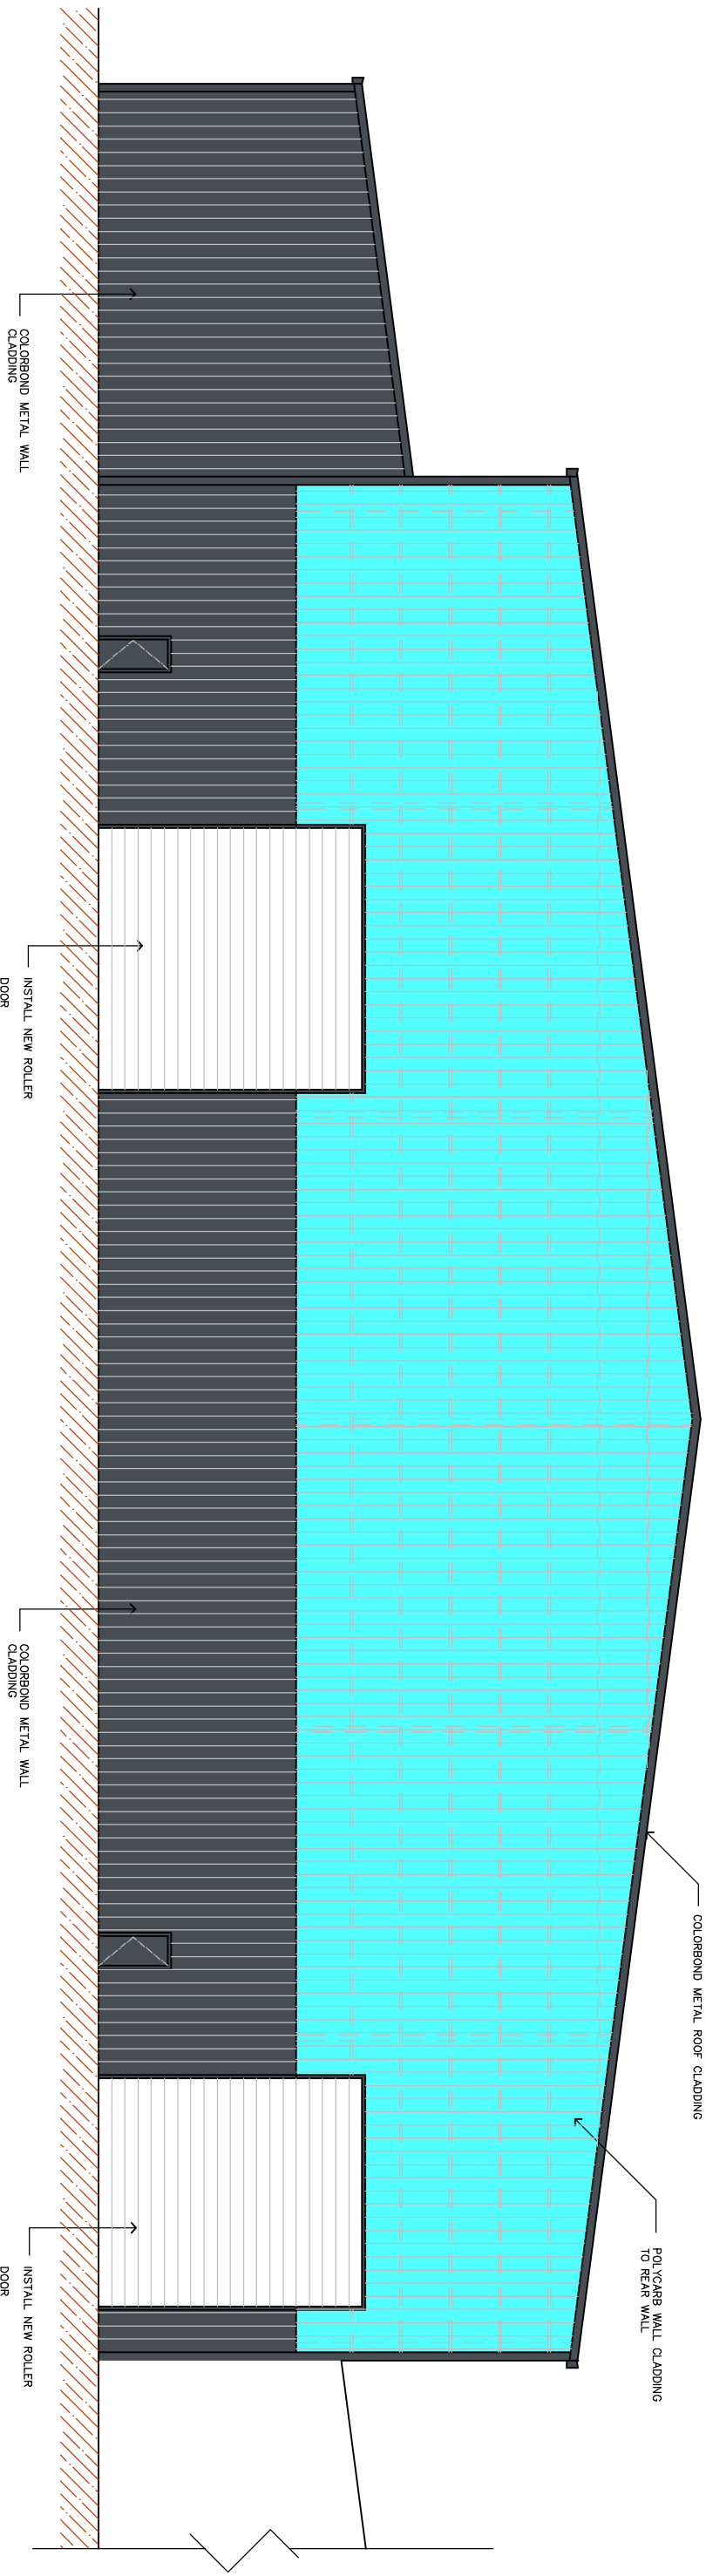 COLORBOND METAL ROOF CLADDING
POLYCARB WALL CLADDING
TO REAR WALL
COLORBOND METAL WALL
CLADDING
INSTALL NEW ROLLER
DOOR
COLORBOND METAL WALL
CLADDING
INSTALL NEW ROLLER
DOOR